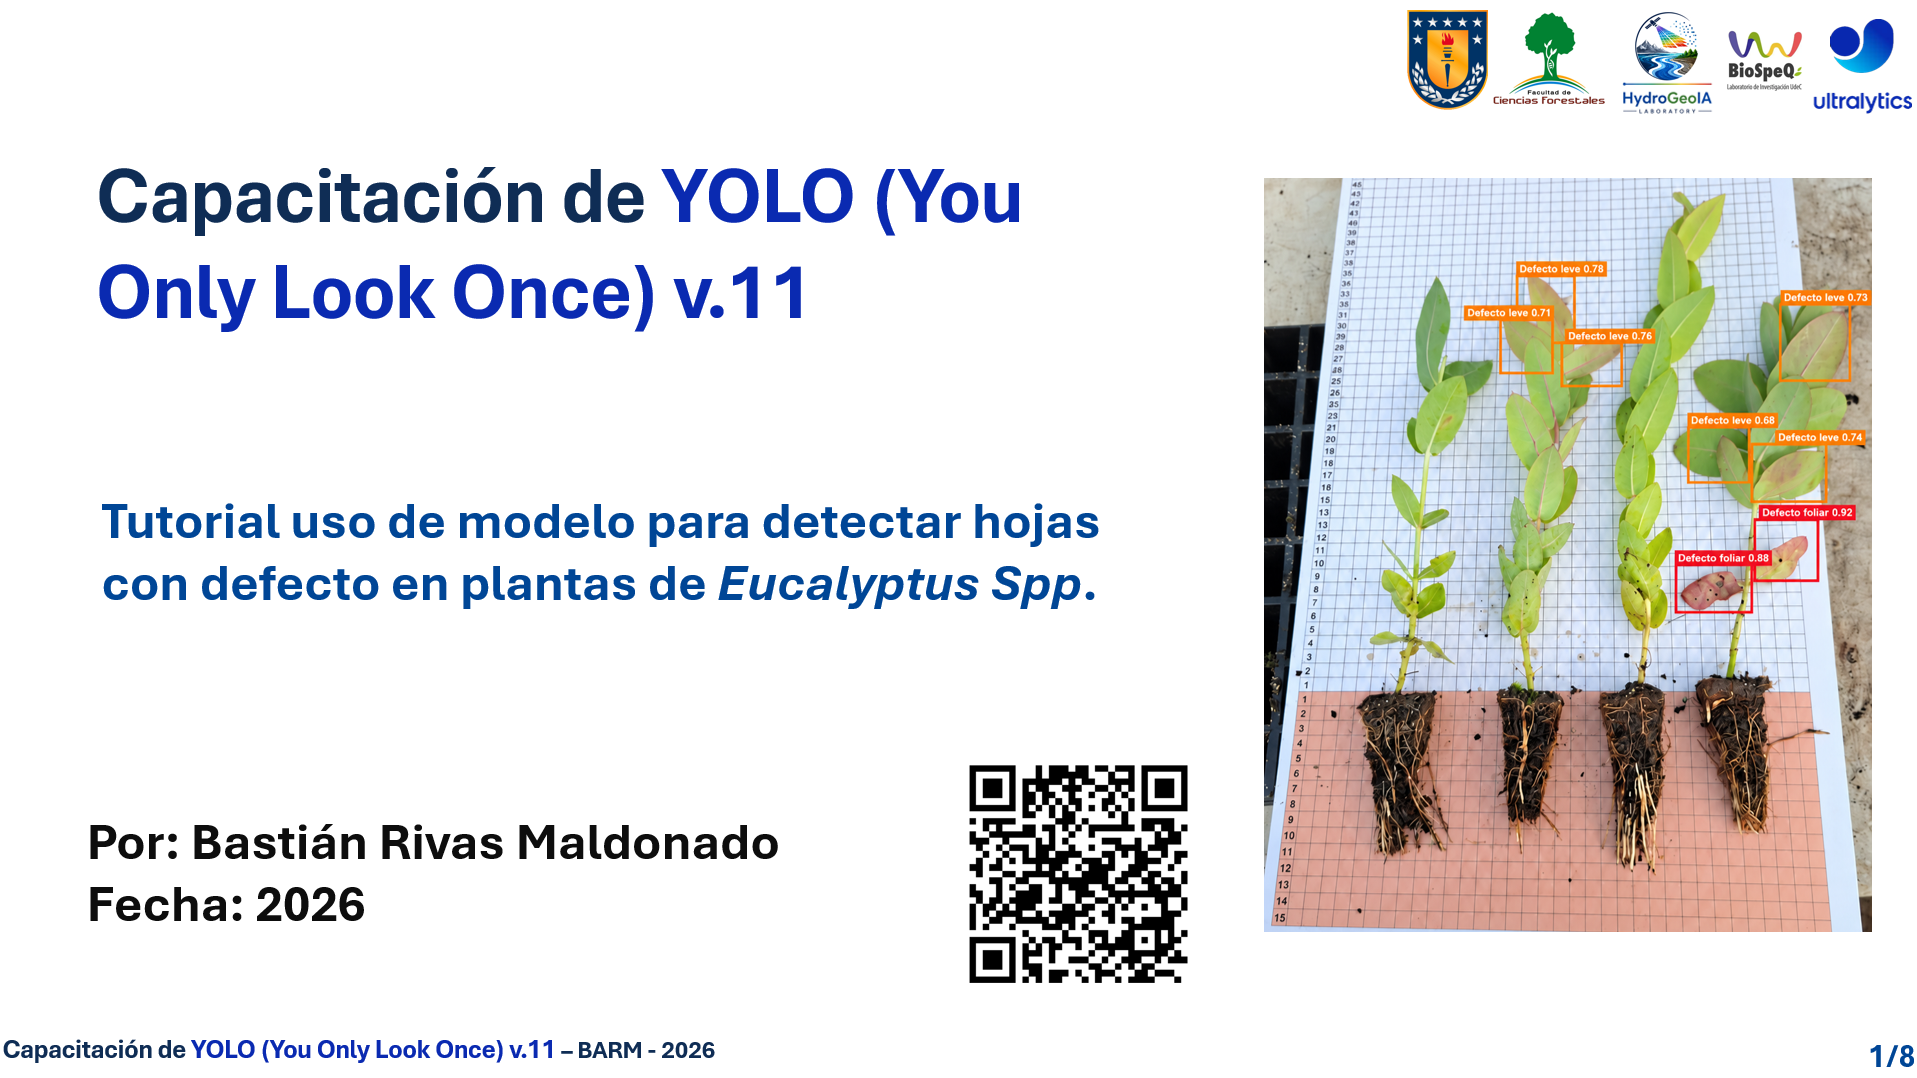 Facultad de
Ciencias Forestales
HydroGeoIA
LABORATORY
BioSpeQ
Laboratorio de Investigación UdeC
ultralytics
Capacitación de YOLO (You
Only Look Once) v.11
Tutorial uso de modelo para detectar hojas
con defecto en plantas de Eucalyptus Spp.
Por: Bastián Rivas Maldonado
Fecha: 2026
Defecto leve 0.78
Defecto leve 0.71
Defecto leve 0.76
Defecto leve 0.73
Defecto leve 0.68
Defecto leve 0.74
Defecto foliar 0.92
Defecto foliar 0.88
Capacitación de YOLO (You Only Look Once) v.11 – BARM - 2026
1/8